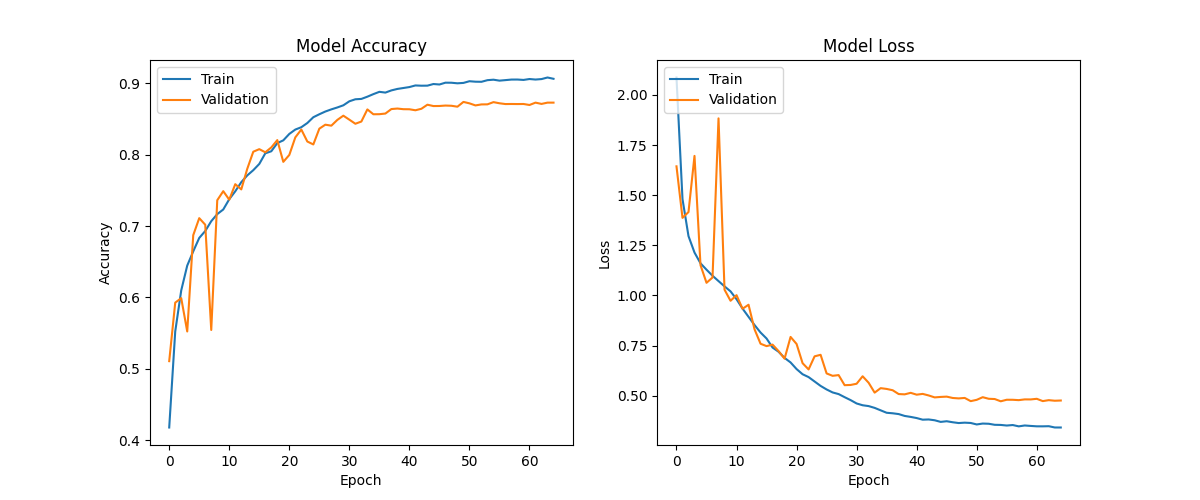 Model Accuracy
Train
Validation
0.9
0.8
0.7
0.6
0.5
0.4
Accuracy
0 10 20 30 40 50 60
Epoch
Model Loss
Train
Validation
2.00
1.75
1.50
1.25
1.00
0.75
0.50
Loss
0 10 20 30 40 50 60
Epoch